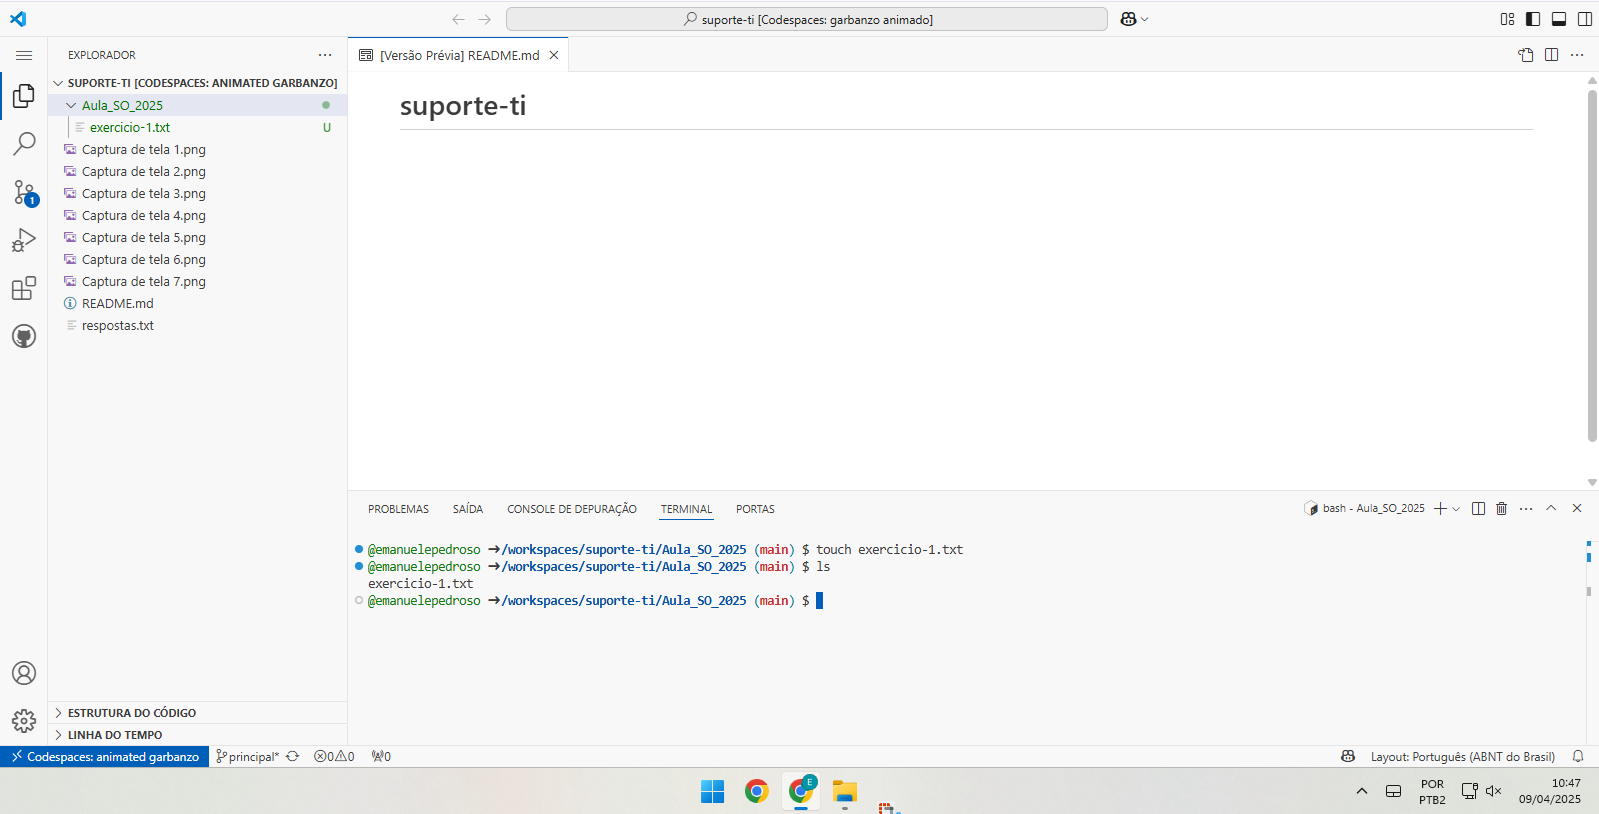 suporte-ti [Codespaces: garbanzo animado]
EXPLORADOR
SUPORTE-TI [CODESPACES: ANIMATED GARBANZO]
Aula_SO_2025
exercicio-1.txt U
Captura de tela 1.png
Captura de tela 2.png
Captura de tela 3.png
Captura de tela 4.png
Captura de tela 5.png
Captura de tela 6.png
Captura de tela 7.png
README.md
respostas.txt
ESTRUTURA DO CÓDIGO
LINHA DO TEMPO
1
[Versão Prévia] README.md
suporte-ti
PROBLEMAS SAÍDA CONSOLE DE DEPURAÇÃO TERMINAL PORTAS
bash - Aula_SO_2025
@emanuelepedroso ➜/workspaces/suporte-ti/Aula_SO_2025 (main) $ touch exercicio-1.txt
@emanuelepedroso ➜/workspaces/suporte-ti/Aula_SO_2025 (main) $ ls
exercicio-1.txt
@emanuelepedroso ➜/workspaces/suporte-ti/Aula_SO_2025 (main) $
Codespaces: animated garbanzo principal* 0 0 0 Layout: Português (ABNT do Brasil)
E
POR
PTB2
10:47
09/04/2025